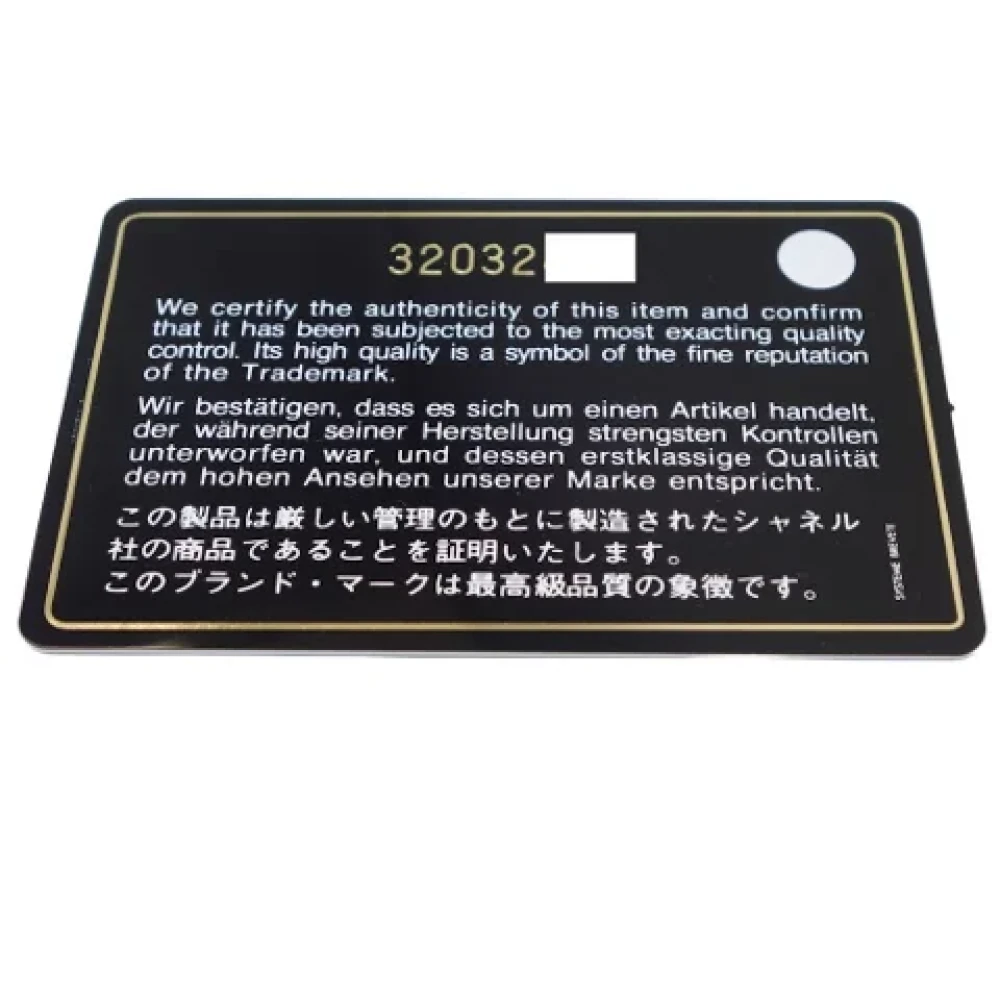 32032
We certify the authenticity of this item and confirm
that it has been subjected to the most exacting quality
control. Its high quality is a symbol of the fine reputation
of the Trademark.
Wir bestätigen, dass es sich um einen Artikel handelt,
der während seiner Herstellung strengsten Kontrollen
unterworfen war, und dessen erstklassige Qualität
dem hohen Ansehen unserer Marke entspricht.
この製品は厳しい管理のもとに製造されたシャネル
社の商品であることを証明いたします。
このブランド・マークは最高級品質の象徴です。
SYSTEME BREVETE